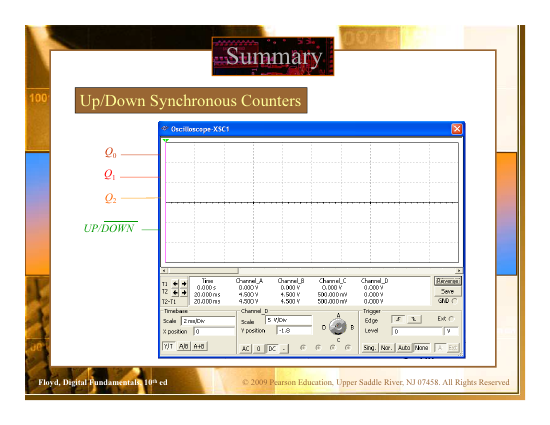 Summary
Up/Down Synchronous Counters
Oscilloscope-XSC1
Q0
Q1
Q2
UP/DOWN
Time Channel_A Channel_B Channel_C Channel_D
T1 0.000 s 0.000 V 0.000 V 0.000 V 0.000 V
T2 20.000 ms 4.500 V 4.500 V 500.000 mV 0.000 V
T2-T1 20.000 ms 4.500 V 4.500 V 500.000 mV 0.000 V
Reverse
Save
GND
Timebase
Scale 2 ms/Div
X position 0
Y/T A/B A+B
Channel_D
Scale 5 V/Div
Y position -1.8
AC 0 DC -
A
B
C
D
Trigger
Edge Ext
Level 0 V
Sing. Nor. Auto None A Ext
Floyd, Digital Fundamentals, 10th ed
© 2009 Pearson Education, Upper Saddle River, NJ 07458. All Rights Reserved